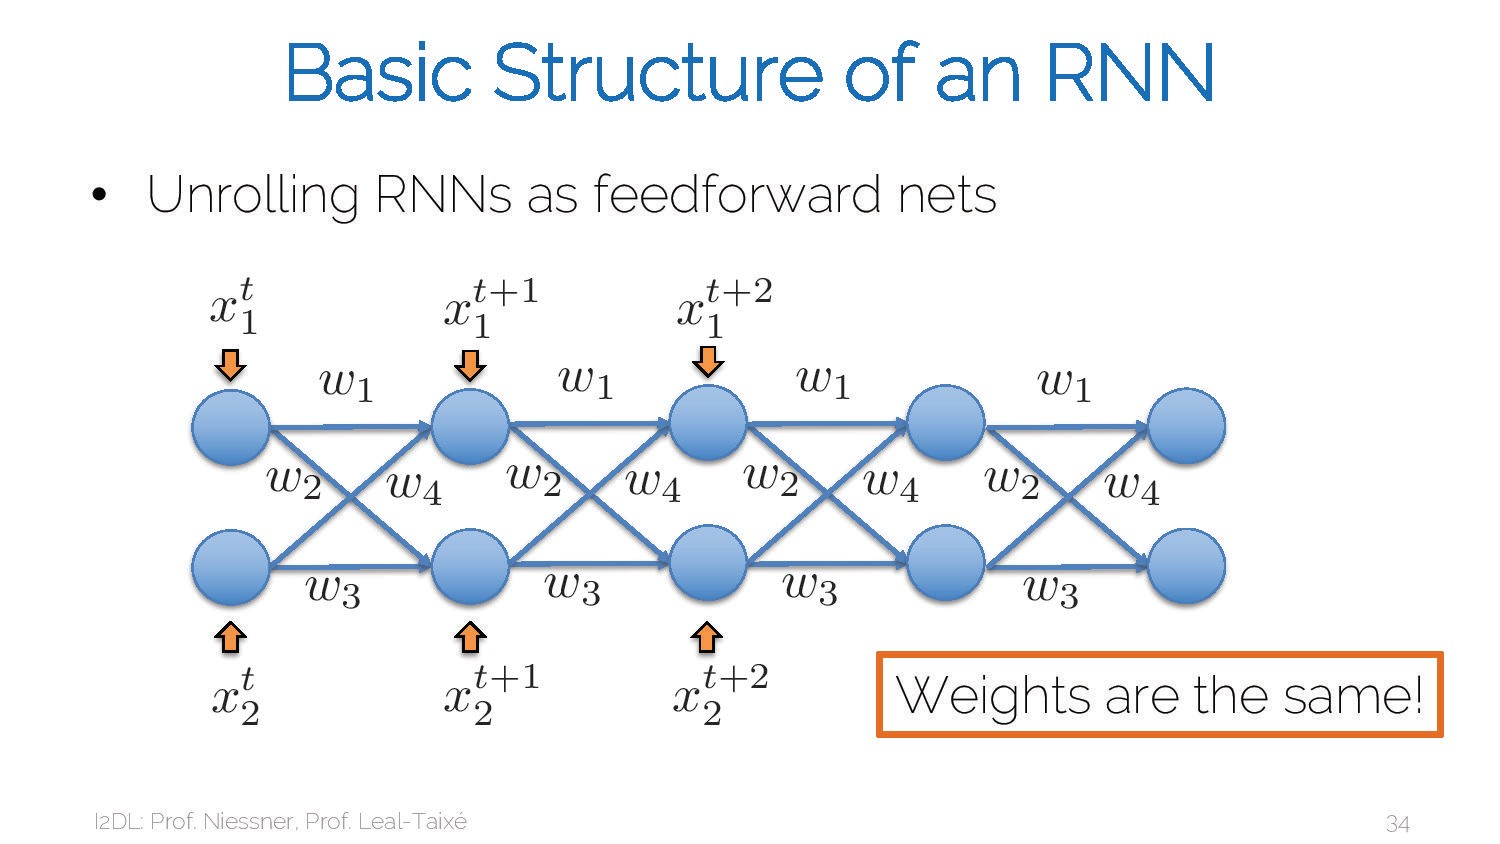 Basic Structure of an RNN
• Unrolling RNNs as feedforward nets
x_1^t x_1^{t+1} x_1^{t+2}
w_1 w_1 w_1 w_1
w_2 w_4 w_2 w_4 w_2 w_4 w_2 w_4
w_3 w_3 w_3 w_3
x_2^t x_2^{t+1} x_2^{t+2}
Weights are the same!
I2DL: Prof. Niessner, Prof. Leal-Taixé 34